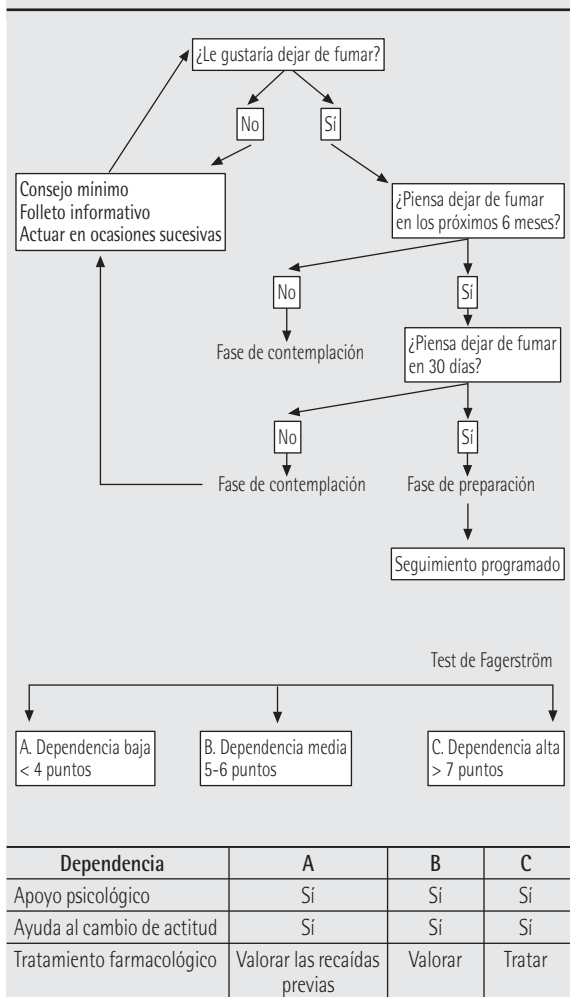 ¿Le gustaría dejar de fumar?
No
Sí
Consejo mínimo
Folleto informativo
Actuar en ocasiones sucesivas
¿Piensa dejar de fumar
en los próximos 6 meses?
No
Sí
Fase de contemplación
¿Piensa dejar de fumar
en 30 días?
No
Sí
Fase de contemplación
Fase de preparación
Seguimiento programado
Test de Fagerström
A. Dependencia baja
< 4 puntos
B. Dependencia media
5-6 puntos
C. Dependencia alta
> 7 puntos
Dependencia A B C
Apoyo psicológico Sí Sí Sí
Ayuda al cambio de actitud Sí Sí Sí
Tratamiento farmacológico Valorar las recaídas Valorar Tratar
previas